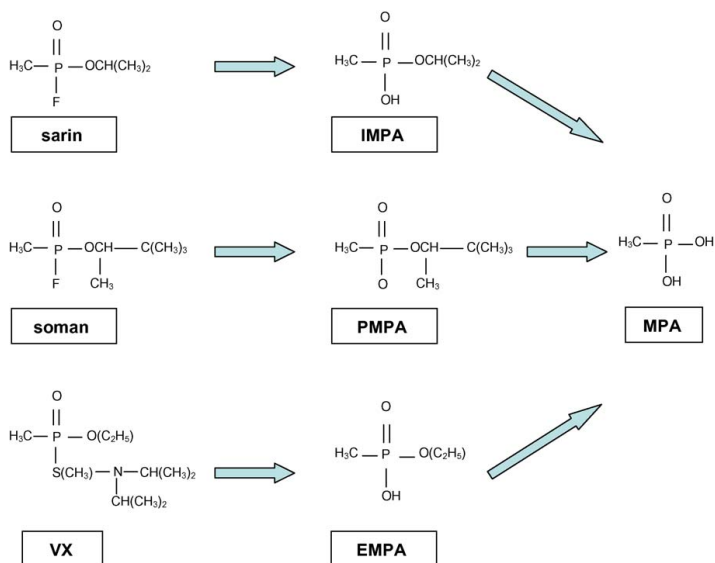 O O
H₃C P OCH(CH₃)₂ H₃C P OCH(CH₃)₂
F OH
sarin IMPA
O O O
H₃C P OCH C(CH₃)₃ H₃C P OCH C(CH₃)₃ H₃C P OH
F CH₃ O CH₃ OH
soman PMPA MPA
O O
H₃C P O(C₂H₅) H₃C P O(C₂H₅)
S(CH₃) N CH(CH₃)₂ OH
CH(CH₃)₂
VX EMPA